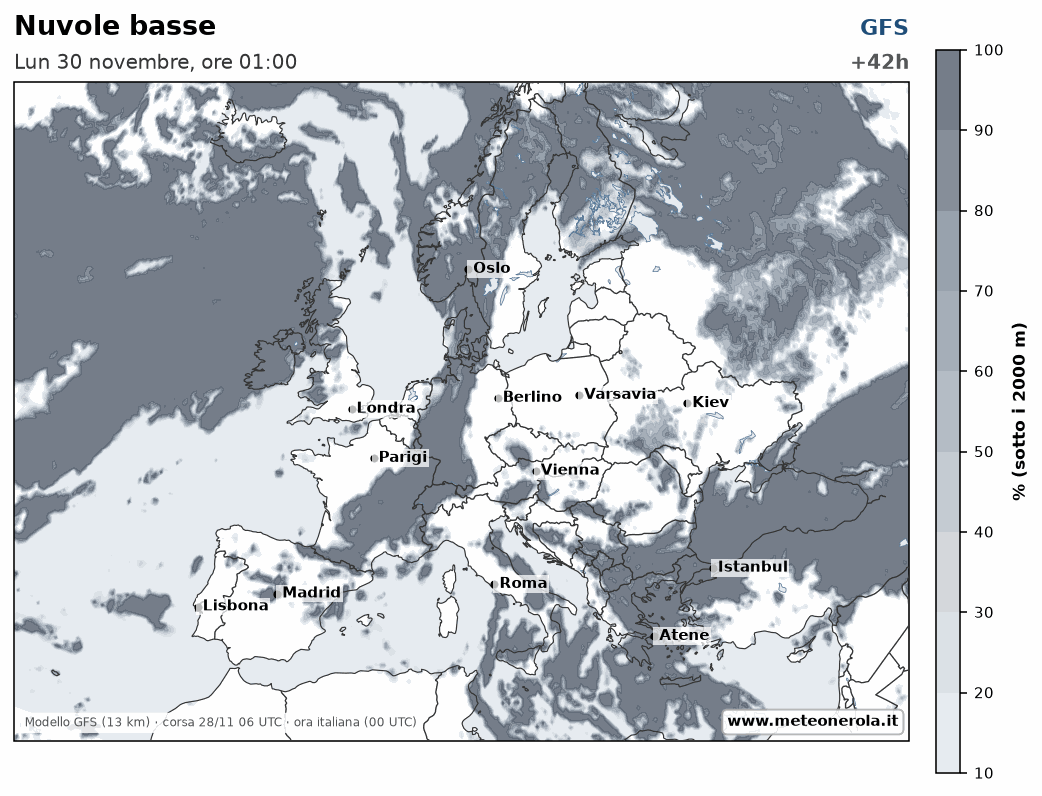 Nuvole basse
GFS
Lun 30 novembre, ore 01:00
+42h
Oslo
Londra
Berlino
Varsavia
Kiev
Parigi
Vienna
Istanbul
Roma
Madrid
Lisbona
Atene
Modello GFS (13 km) · corsa 28/11 06 UTC · ora italiana (00 UTC)
www.meteonerola.it
100
90
80
70
60
50
40
30
20
10
% (sotto i 2000 m)